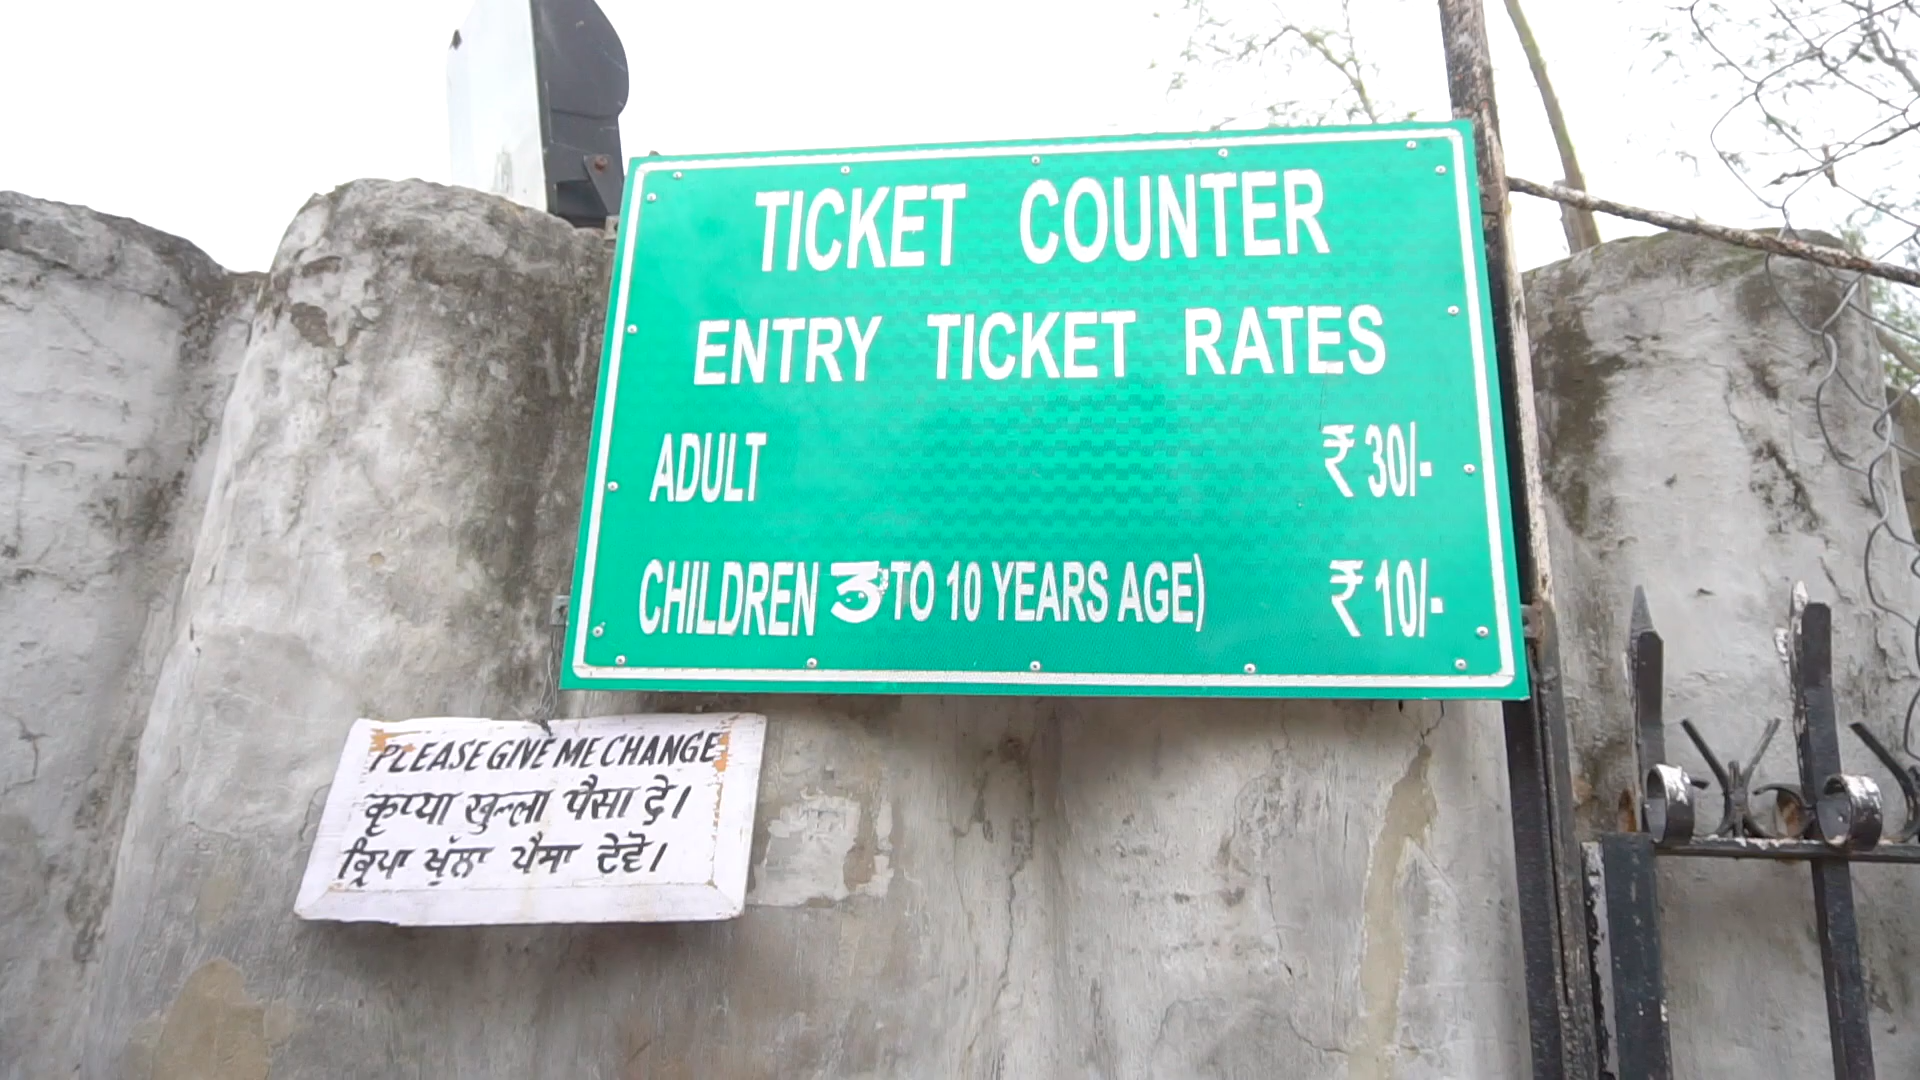 TICKET COUNTER
ENTRY TICKET RATES
ADULT ₹ 30/-
CHILDREN 3 TO 10 YEARS AGE) ₹ 10/-
PLEASE GIVE ME CHANGE
कृप्या खुल्ला पैसा दे।
ਕ੍ਰਿਪਾ ਖੁੱਲਾ ਪੈਸਾ ਦੇਵੋ।